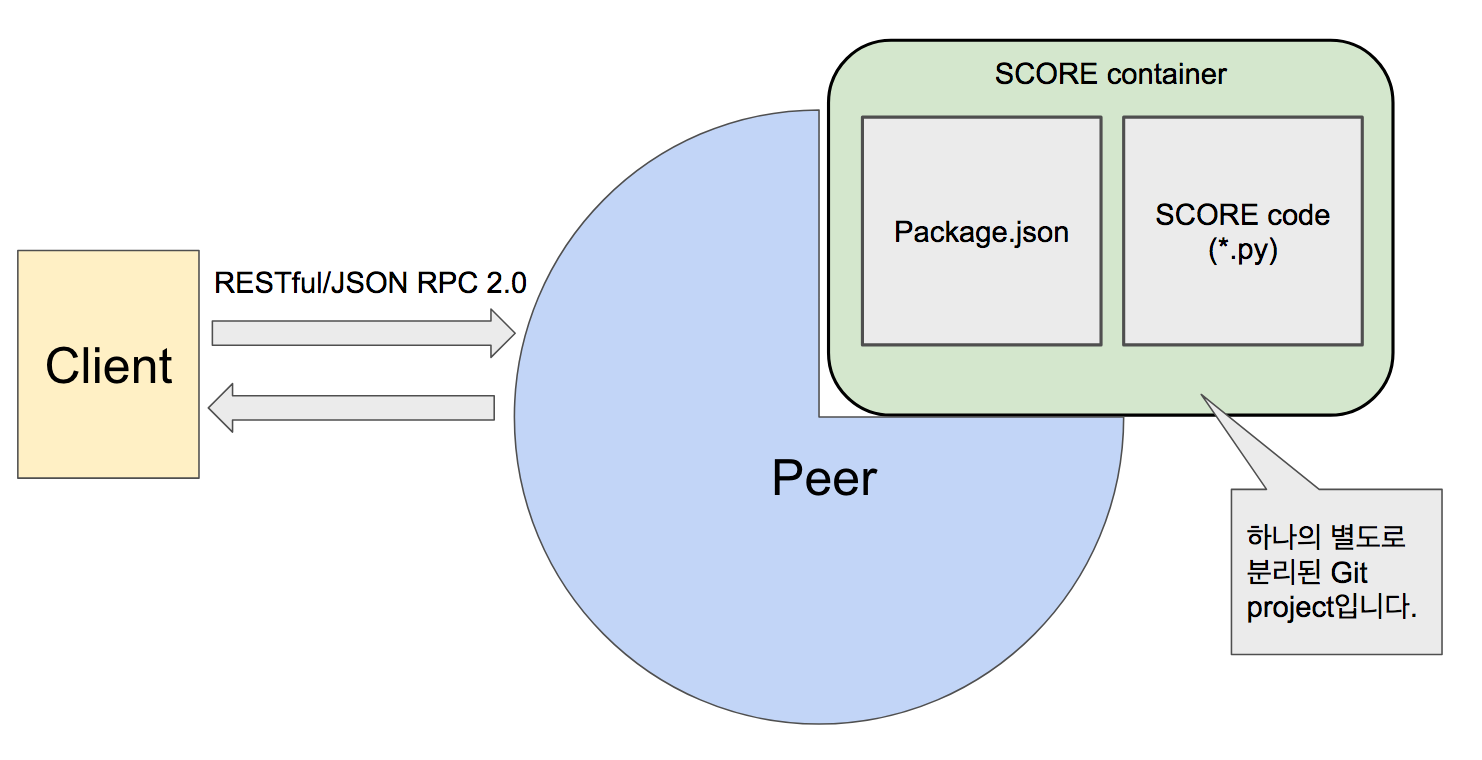 SCORE container
Package.json
SCORE code
(*.py)
RESTful/JSON RPC 2.0
Client
Peer
하나의 별도로
분리된 Git
project입니다.